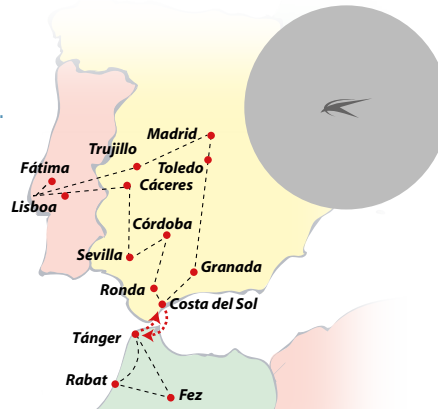 Madrid
Trujillo
Toledo
Fátima
Cáceres
Lisboa
Córdoba
Sevilla
Granada
Ronda
Costa del Sol
Tánger
Rabat
Fez